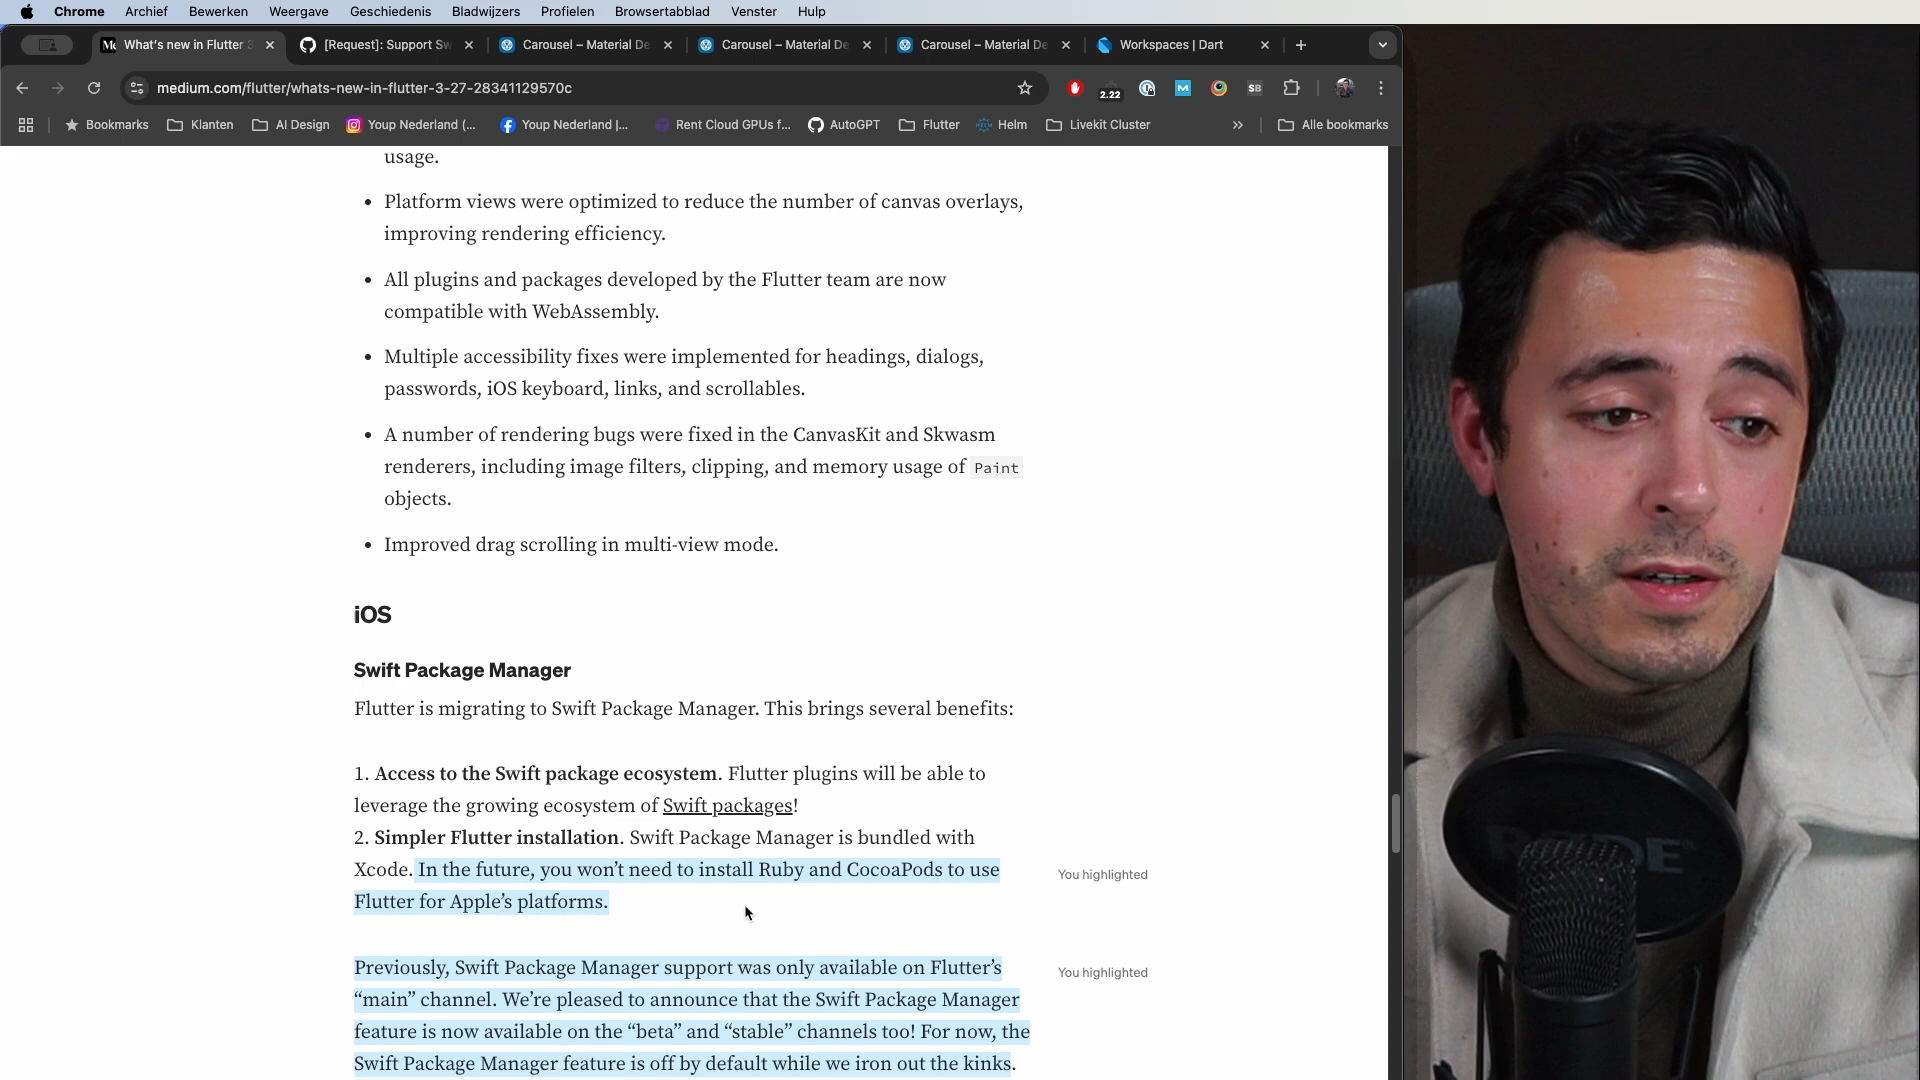 Chrome Archief Bewerken Weergave Geschiedenis Bladwijzers Profielen Browsertabblad Venster Hulp
What's new in Flutter 3
[Request]: Support Sw
Carousel – Material De
Carousel – Material De
Carousel – Material De
Workspaces | Dart
medium.com/flutter/whats-new-in-flutter-3-27-28341129570c
2.22
M
SB
Bookmarks
Klanten
AI Design
Youp Nederland (...
Youp Nederland |...
Rent Cloud GPUs f...
AutoGPT
Flutter
Helm
Livekit Cluster
Alle bookmarks
usage.
• Platform views were optimized to reduce the number of canvas overlays,
improving rendering efficiency.
• All plugins and packages developed by the Flutter team are now
compatible with WebAssembly.
• Multiple accessibility fixes were implemented for headings, dialogs,
passwords, iOS keyboard, links, and scrollables.
• A number of rendering bugs were fixed in the CanvasKit and Skwasm
renderers, including image filters, clipping, and memory usage of Paint
objects.
• Improved drag scrolling in multi-view mode.
iOS
Swift Package Manager
Flutter is migrating to Swift Package Manager. This brings several benefits:
1. Access to the Swift package ecosystem. Flutter plugins will be able to
leverage the growing ecosystem of Swift packages!
2. Simpler Flutter installation. Swift Package Manager is bundled with
Xcode. In the future, you won't need to install Ruby and CocoaPods to use
You highlighted
Flutter for Apple's platforms.
Previously, Swift Package Manager support was only available on Flutter's
You highlighted
“main” channel. We're pleased to announce that the Swift Package Manager
feature is now available on the “beta” and “stable” channels too! For now, the
Swift Package Manager feature is off by default while we iron out the kinks.
RØDE